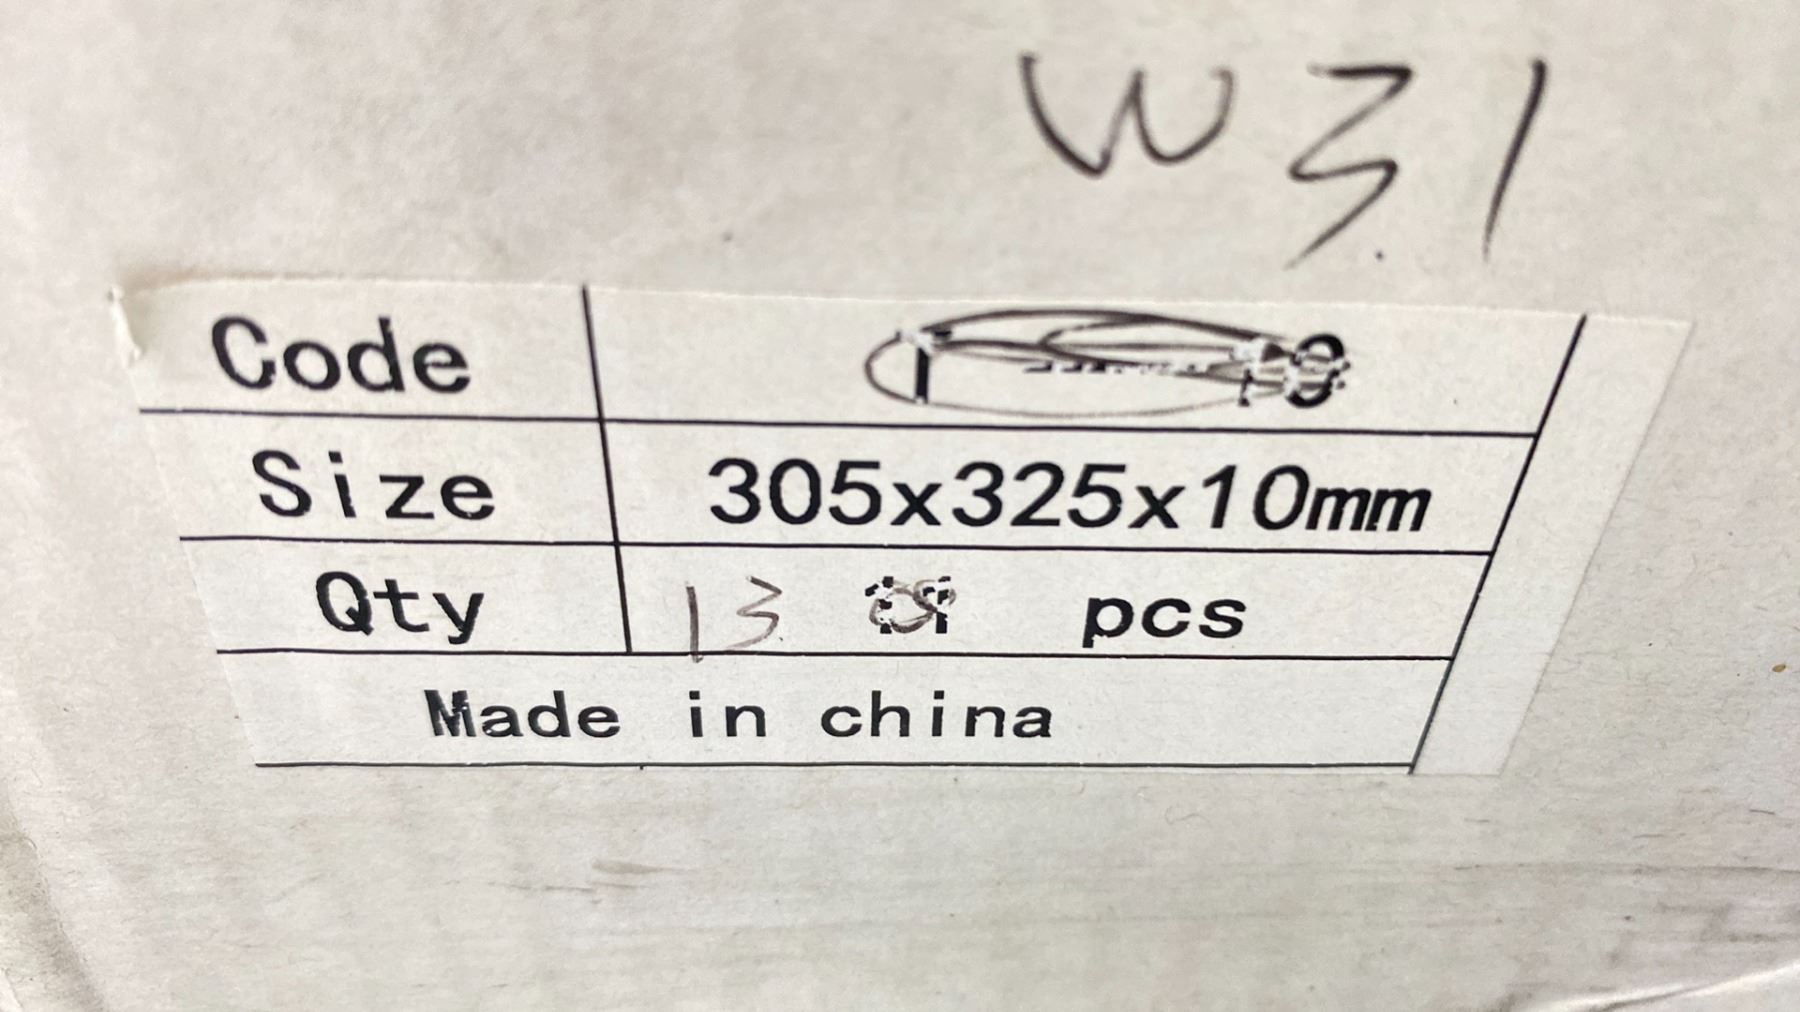 W31
Code
Size 305x325x10mm
Qty 13 pcs
Made in china